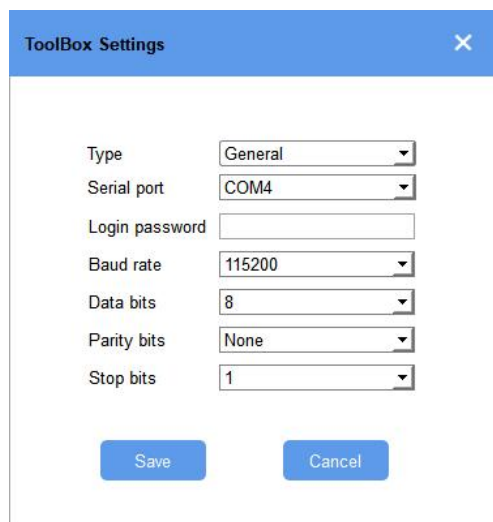 ToolBox Settings
Type General
Serial port COM4
Login password
Baud rate 115200
Data bits 8
Parity bits None
Stop bits 1
Save Cancel